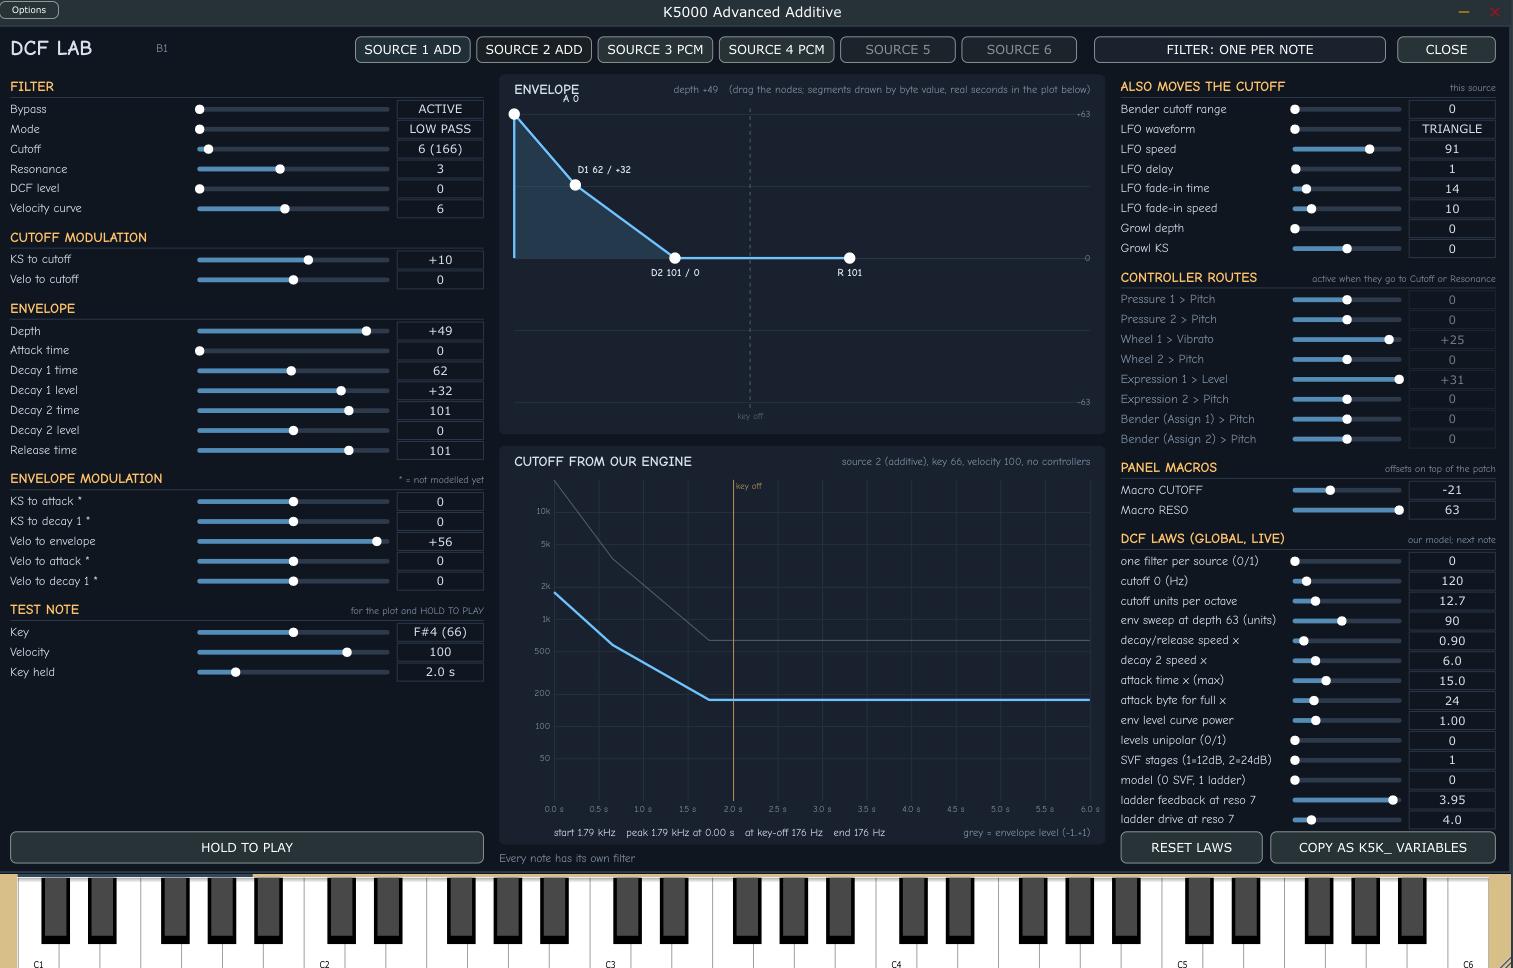 Options
K5000 Advanced Additive
DCF LAB
B1
SOURCE 1 ADD
SOURCE 2 ADD
SOURCE 3 PCM
SOURCE 4 PCM
SOURCE 5
SOURCE 6
FILTER: ONE PER NOTE
CLOSE
FILTER
Bypass ACTIVE
Mode LOW PASS
Cutoff 6 (166)
Resonance 3
DCF level 0
Velocity curve 6
CUTOFF MODULATION
KS to cutoff +10
Velo to cutoff 0
ENVELOPE
Depth +49
Attack time 0
Decay 1 time 62
Decay 1 level +32
Decay 2 time 101
Decay 2 level 0
Release time 101
ENVELOPE MODULATION * = not modelled yet
KS to attack * 0
KS to decay 1 * 0
Velo to envelope +56
Velo to attack * 0
Velo to decay 1 * 0
TEST NOTE for the plot and HOLD TO PLAY
Key F#4 (66)
Velocity 100
Key held 2.0 s
HOLD TO PLAY
ENVELOPE depth +49 (drag the nodes; segments drawn by byte value, real seconds in the plot below)
A 0
+63
D1 62 / +32
0
D2 101 / 0
R 101
-63
key off
CUTOFF FROM OUR ENGINE source 2 (additive), key 66, velocity 100, no controllers
key off
10k
5k
2k
1k
500
200
100
50
0.0 s 0.5 s 1.0 s 1.5 s 2.0 s 2.5 s 3.0 s 3.5 s 4.0 s 4.5 s 5.0 s 5.5 s 6.0 s
start 1.79 kHz peak 1.79 kHz at 0.00 s at key-off 176 Hz end 176 Hz grey = envelope level (-1..+1)
Every note has its own filter
ALSO MOVES THE CUTOFF this source
Bender cutoff range 0
LFO waveform TRIANGLE
LFO speed 91
LFO delay 1
LFO fade-in time 14
LFO fade-in speed 10
Growl depth 0
Growl KS 0
CONTROLLER ROUTES active when they go to Cutoff or Resonance
Pressure 1 > Pitch 0
Pressure 2 > Pitch 0
Wheel 1 > Vibrato +25
Wheel 2 > Pitch 0
Expression 1 > Level +31
Expression 2 > Pitch 0
Bender (Assign 1) > Pitch 0
Bender (Assign 2) > Pitch 0
PANEL MACROS offsets on top of the patch
Macro CUTOFF -21
Macro RESO 63
DCF LAWS (GLOBAL, LIVE) our model; next note
one filter per source (0/1) 0
cutoff 0 (Hz) 120
cutoff units per octave 12.7
env sweep at depth 63 (units) 90
decay/release speed x 0.90
decay 2 speed x 6.0
attack time x (max) 15.0
attack byte for full x 24
env level curve power 1.00
levels unipolar (0/1) 0
SVF stages (1=12dB, 2=24dB) 1
model (0 SVF, 1 ladder) 0
ladder feedback at reso 7 3.95
ladder drive at reso 7 4.0
RESET LAWS
COPY AS K5K_ VARIABLES
C1 C2 C3 C4 C5 C6